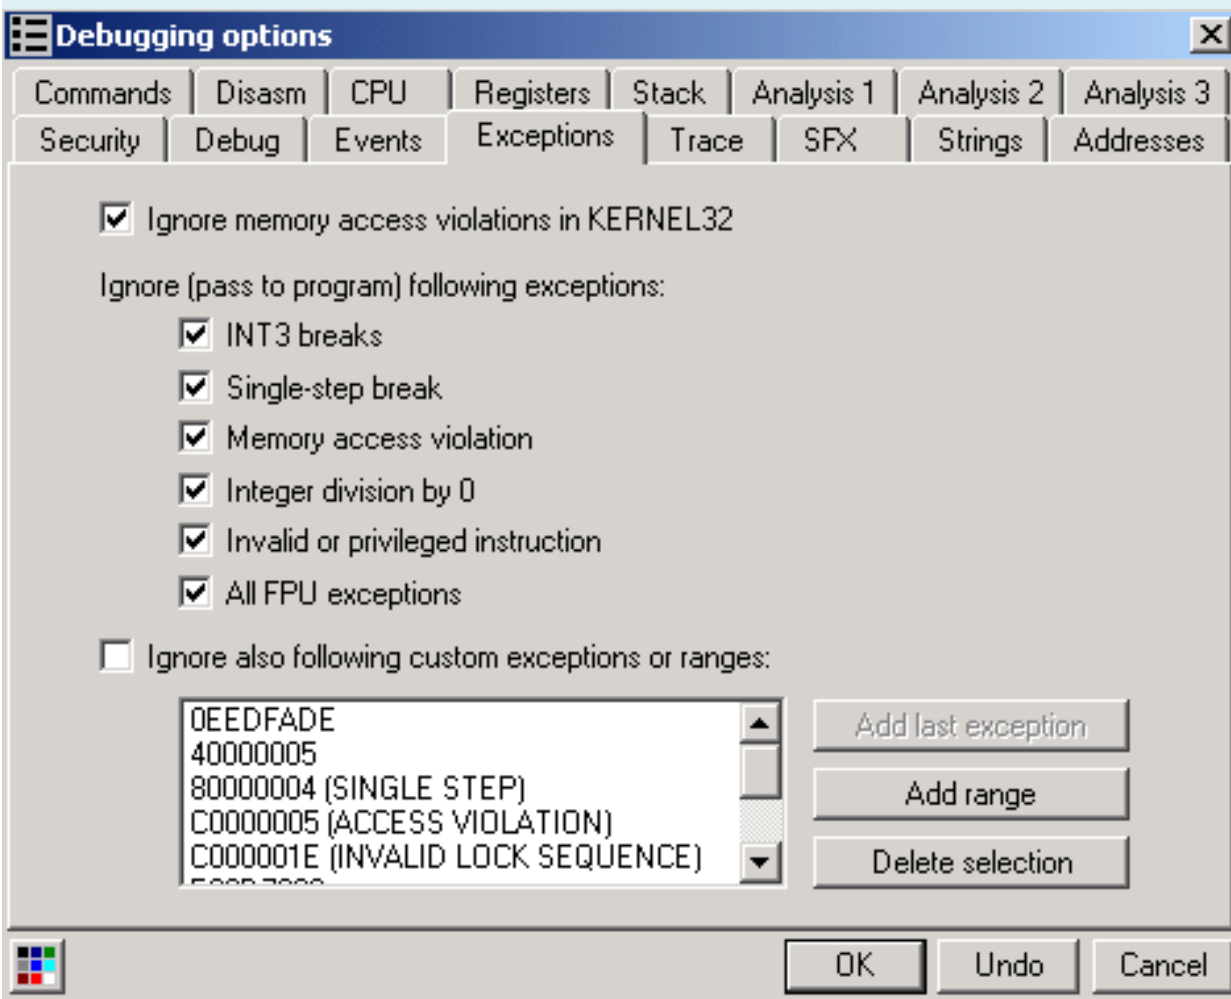 Debugging options
Commands Disasm CPU Registers Stack Analysis 1 Analysis 2 Analysis 3
Security Debug Events Exceptions Trace SFX Strings Addresses
Ignore memory access violations in KERNEL32
Ignore (pass to program) following exceptions:
INT3 breaks
Single-step break
Memory access violation
Integer division by 0
Invalid or privileged instruction
All FPU exceptions
Ignore also following custom exceptions or ranges:
0EEDFADE
40000005
80000004 (SINGLE STEP)
C0000005 (ACCESS VIOLATION)
C000001E (INVALID LOCK SEQUENCE)
Add last exception
Add range
Delete selection
OK Undo Cancel